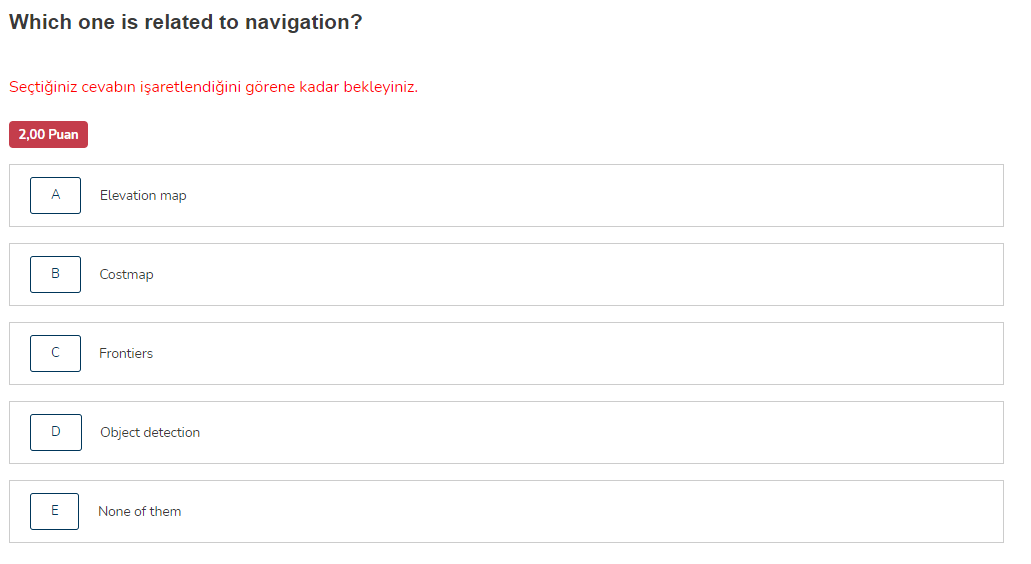 Which one is related to navigation?
Seçtiğiniz cevabın işaretlendiğini görene kadar bekleyiniz.
2,00 Puan
A Elevation map
B Costmap
C Frontiers
D Object detection
E None of them